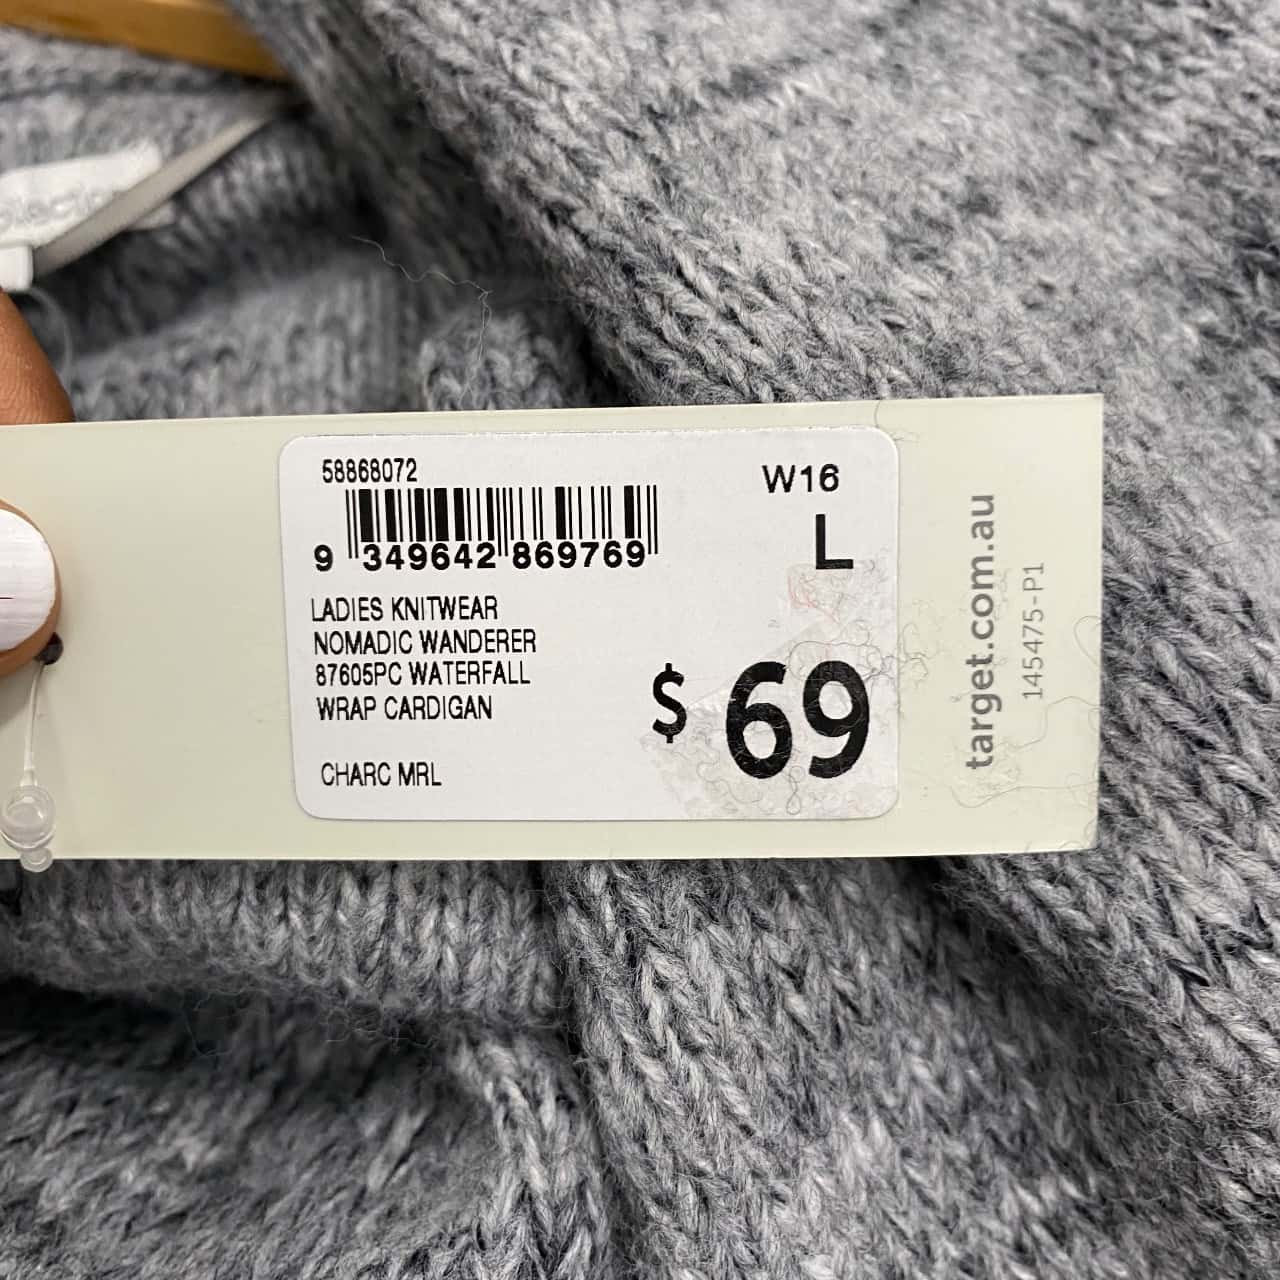 58868072
W16
L
9 349642 869769
LADIES KNITWEAR
NOMADIC WANDERER
87605PC WATERFALL
WRAP CARDIGAN
$ 69
CHARC MRL
target.com.au
145475-P1